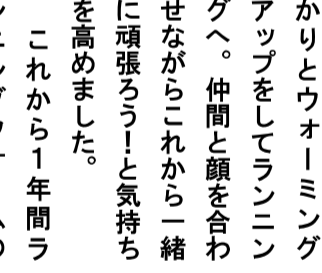 かりとウォーミング
アップをしてランニン
グへ。仲間と顔を合わ
せながらこれから一緒
に頑張ろう!と気持ち
を高めました。
これから1年間ラ